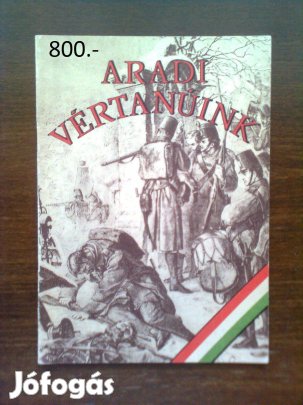 800.-
ARADI
VÉRTANÚINK
Jófogás